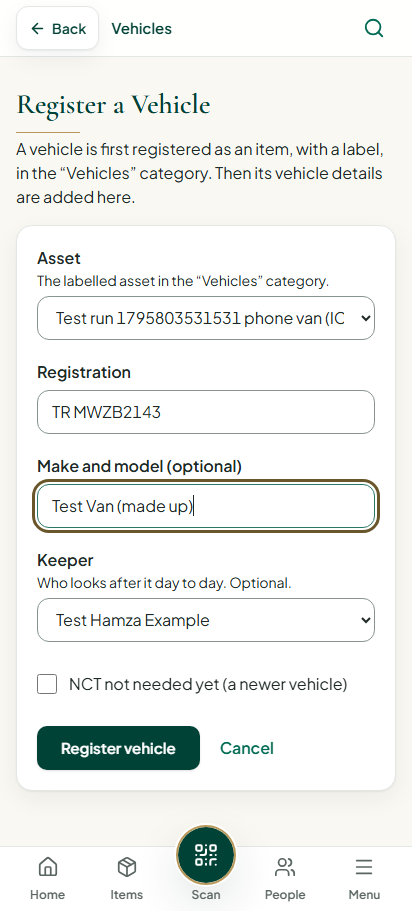 Back
Vehicles
Register a Vehicle
A vehicle is first registered as an item, with a label,
in the “Vehicles” category. Then its vehicle details
are added here.
Asset
The labelled asset in the “Vehicles” category.
Test run 1795803531531 phone van (IC
Registration
TR MWZB2143
Make and model (optional)
Test Van (made up)
Keeper
Who looks after it day to day. Optional.
Test Hamza Example
NCT not needed yet (a newer vehicle)
Register vehicle
Cancel
Home
Items
Scan
People
Menu